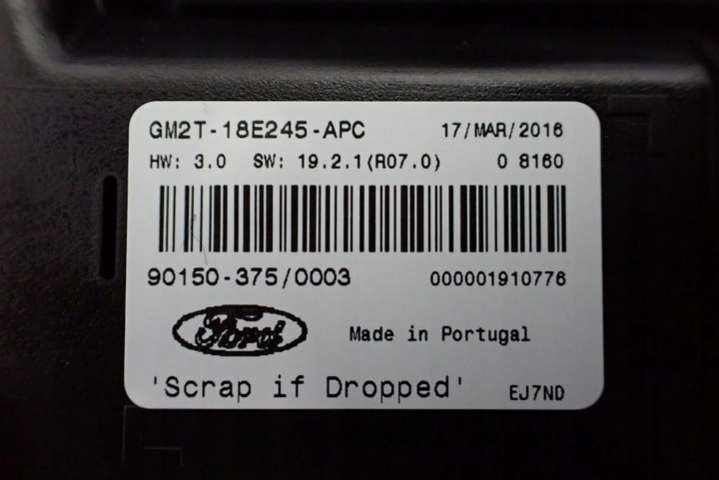 GM2T-18E245-APC 17/MAR/2016
HW: 3.0 SW: 19.2.1(R07.0) 0 8160
90150-375/0003 000001910776
Ford Made in Portugal
'Scrap if Dropped' EJ7ND